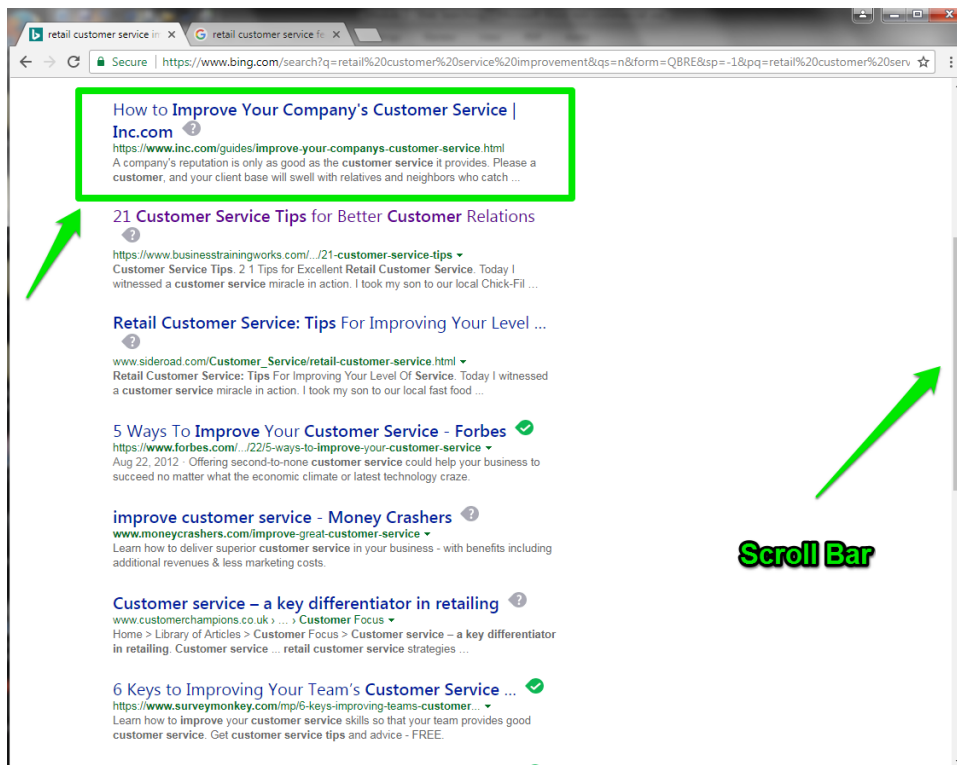 retail customer service im
retail customer service fe
Secure | https://www.bing.com/search?q=retail%20customer%20service%20improvement&qs=n&form=QBRE&sp=-1&pq=retail%20customer%20serv
How to Improve Your Company's Customer Service |
Inc.com
https://www.inc.com/guides/improve-your-companys-customer-service.html
A company's reputation is only as good as the customer service it provides. Please a
customer, and your client base will swell with relatives and neighbors who catch ...
21 Customer Service Tips for Better Customer Relations
https://www.businesstrainingworks.com/.../21-customer-service-tips
Customer Service Tips. 2 1 Tips for Excellent Retail Customer Service. Today I
witnessed a customer service miracle in action. I took my son to our local Chick-Fil ...
Retail Customer Service: Tips For Improving Your Level ...
www.sideroad.com/Customer_Service/retail-customer-service.html
Retail Customer Service: Tips For Improving Your Level Of Service. Today I witnessed
a customer service miracle in action. I took my son to our local fast food ...
5 Ways To Improve Your Customer Service - Forbes
https://www.forbes.com/.../22/5-ways-to-improve-your-customer-service
Aug 22, 2012 · Offering second-to-none customer service could help your business to
succeed no matter what the economic climate or latest technology craze.
improve customer service - Money Crashers
www.moneycrashers.com/improve-great-customer-service
Learn how to deliver superior customer service in your business - with benefits including
additional revenues & less marketing costs.
Scroll Bar
Customer service – a key differentiator in retailing
www.customerchampions.co.uk › ... › Customer Focus
Home > Library of Articles > Customer Focus > Customer service – a key differentiator
in retailing. Customer service ... retail customer service strategies ...
6 Keys to Improving Your Team's Customer Service ...
https://www.surveymonkey.com/mp/6-keys-improving-teams-customer...
Learn how to improve your customer service skills so that your team provides good
customer service. Get customer service tips and advice - FREE.